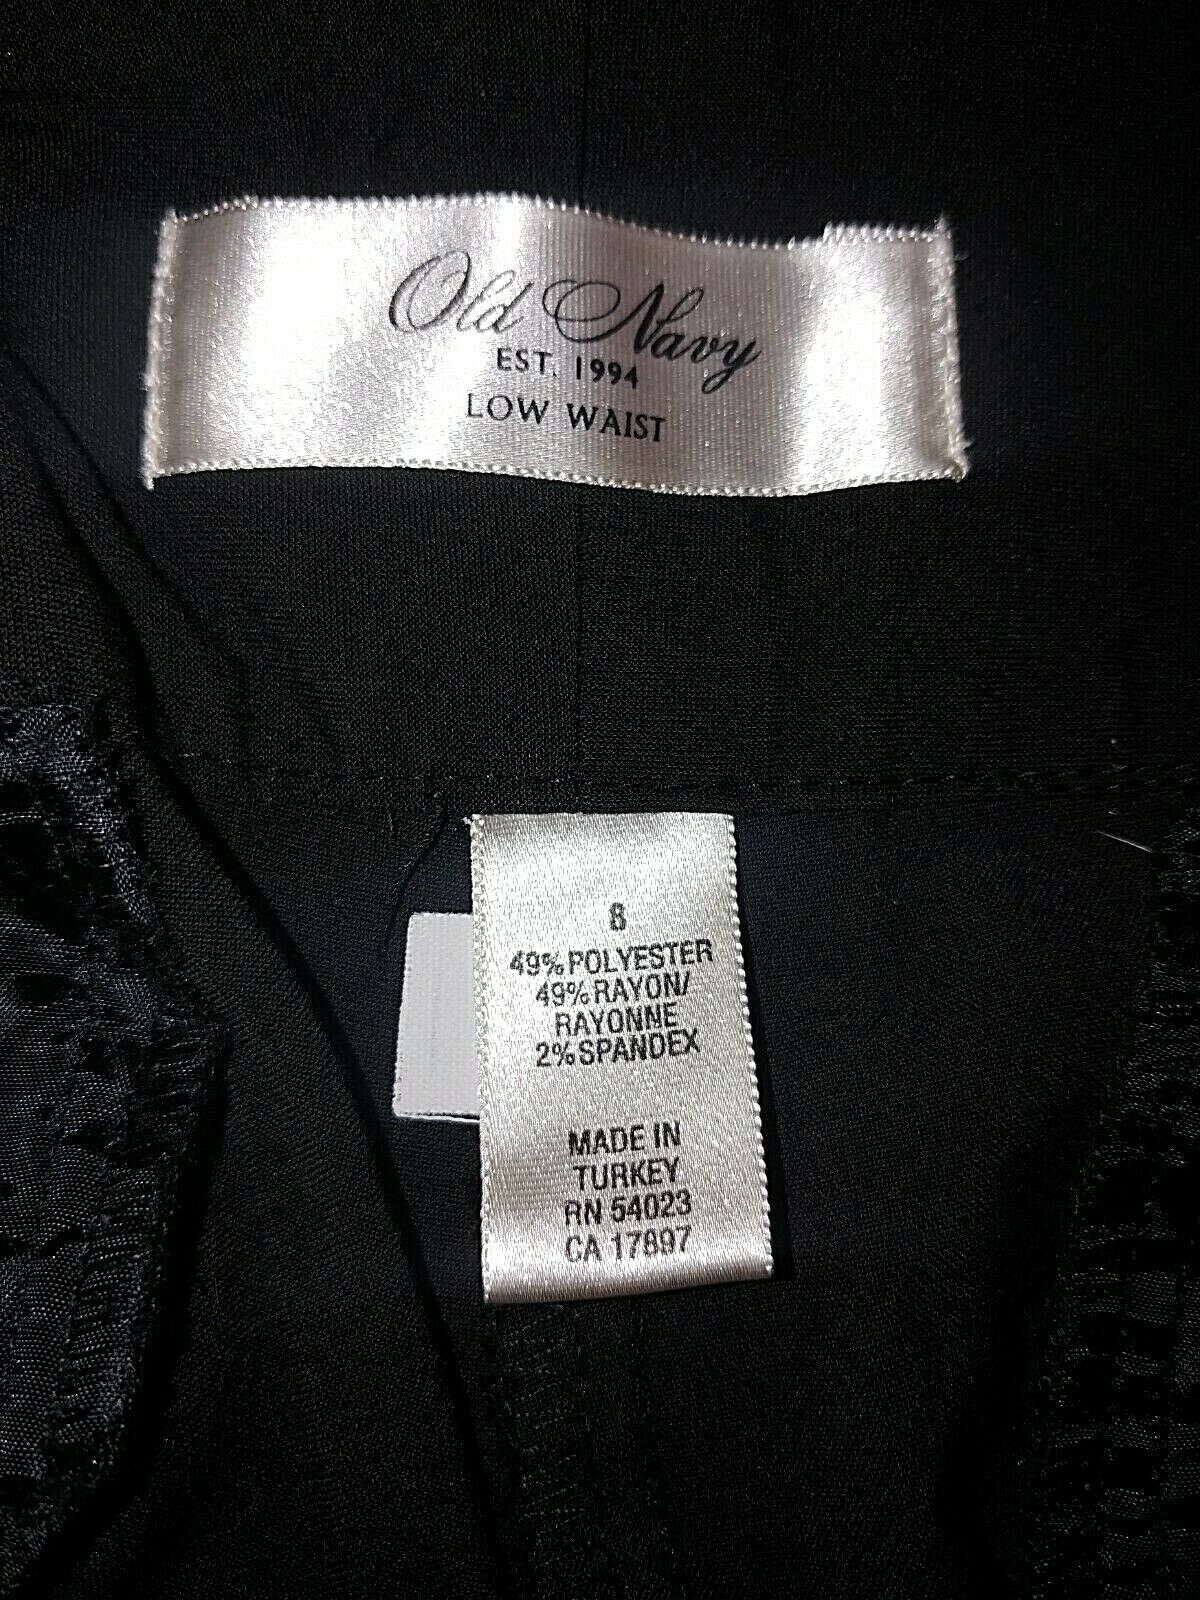 Old Navy
EST. 1994
LOW WAIST
8
49% POLYESTER
49% RAYON/
RAYONNE
2% SPANDEX
MADE IN
TURKEY
RN 54023
CA 17897